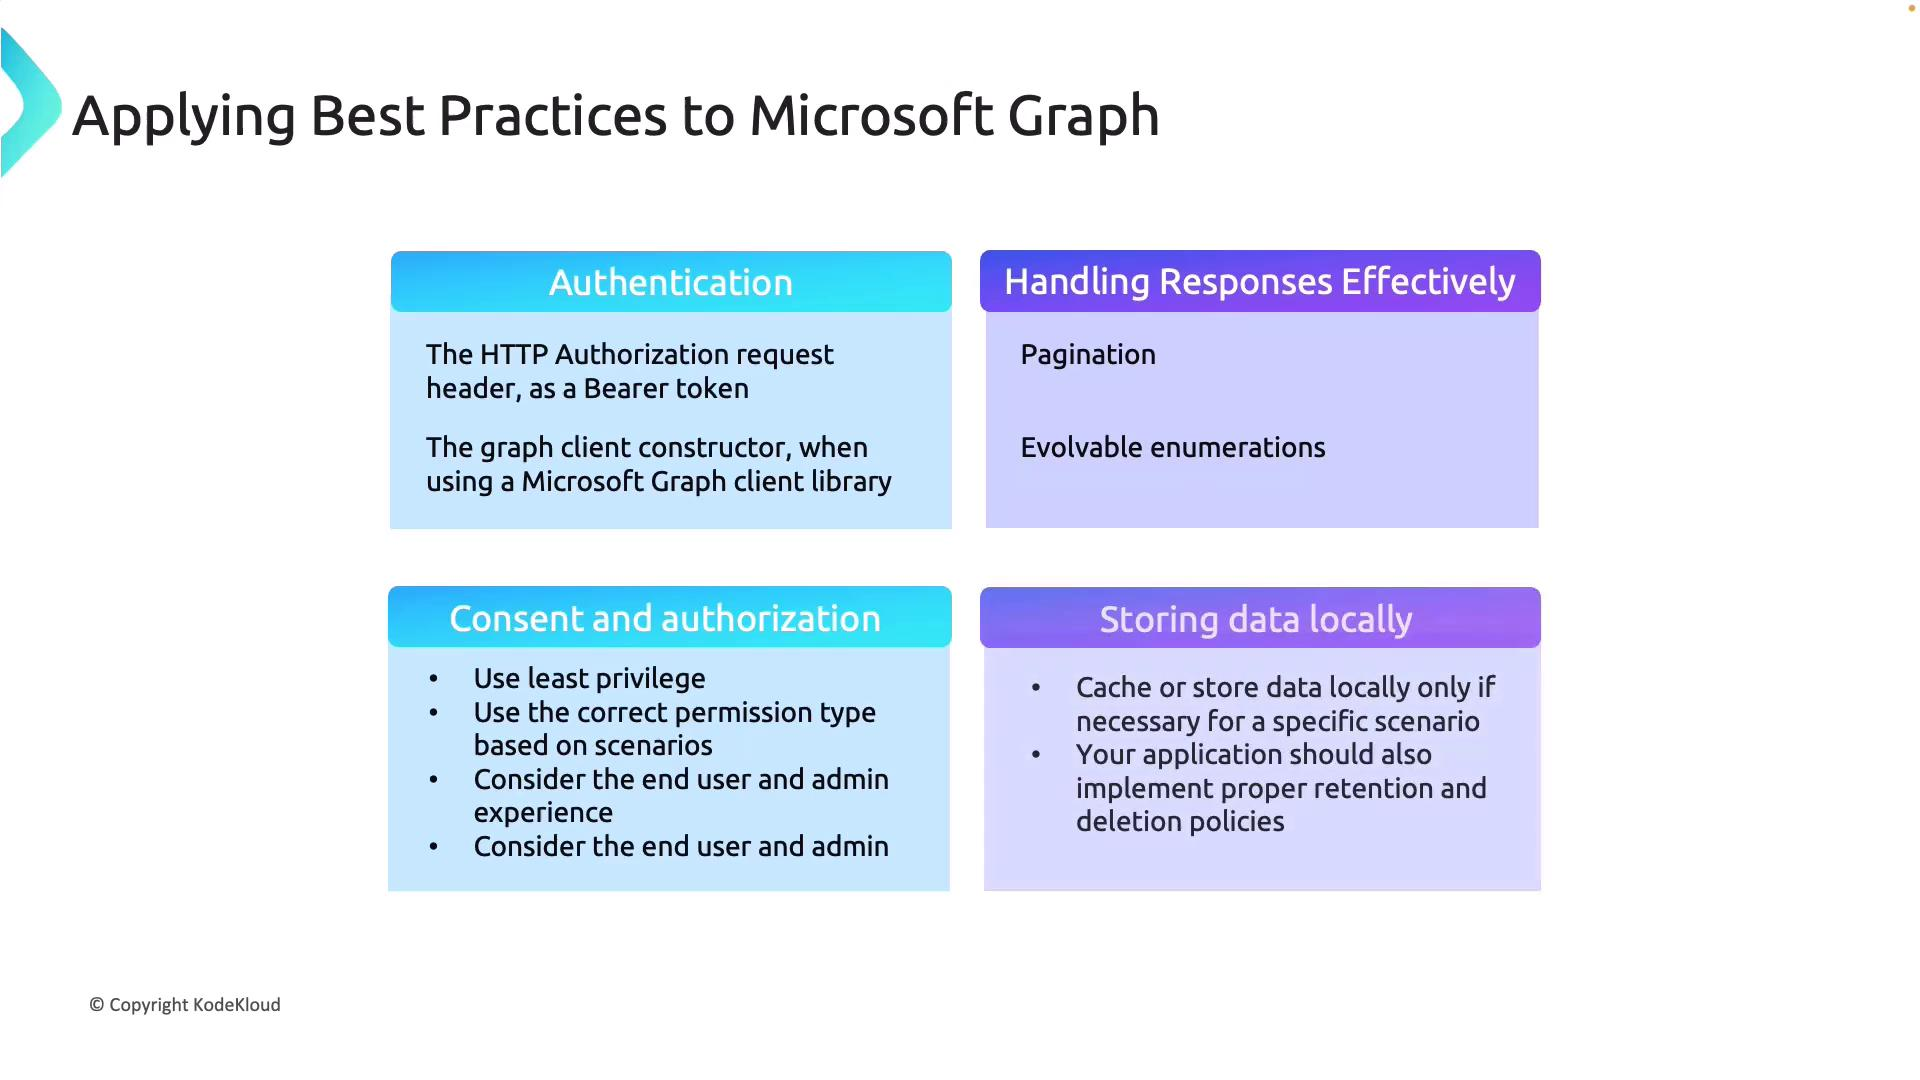 Applying Best Practices to Microsoft Graph
Authentication
The HTTP Authorization request
header, as a Bearer token
The graph client constructor, when
using a Microsoft Graph client library
Handling Responses Effectively
Pagination
Evolvable enumerations
Consent and authorization
• Use least privilege
• Use the correct permission type
based on scenarios
• Consider the end user and admin
experience
• Consider the end user and admin
Storing data locally
• Cache or store data locally only if
necessary for a specific scenario
• Your application should also
implement proper retention and
deletion policies
© Copyright KodeKloud